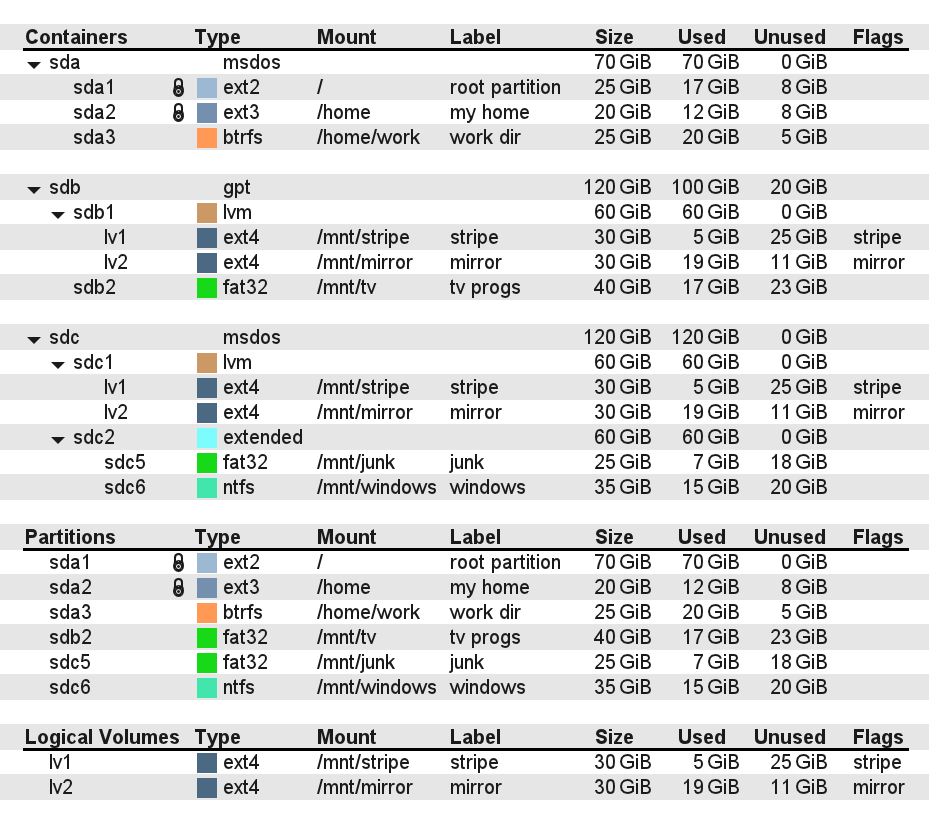 Containers Type Mount Label Size Used Unused Flags
sda msdos 70 GiB 70 GiB 0 GiB
sda1 ext2 / root partition 25 GiB 17 GiB 8 GiB
sda2 ext3 /home my home 20 GiB 12 GiB 8 GiB
sda3 btrfs /home/work work dir 25 GiB 20 GiB 5 GiB
sdb gpt 120 GiB 100 GiB 20 GiB
sdb1 lvm 60 GiB 60 GiB 0 GiB
lv1 ext4 /mnt/stripe stripe 30 GiB 5 GiB 25 GiB stripe
lv2 ext4 /mnt/mirror mirror 30 GiB 19 GiB 11 GiB mirror
sdb2 fat32 /mnt/tv tv progs 40 GiB 17 GiB 23 GiB
sdc msdos 120 GiB 120 GiB 0 GiB
sdc1 lvm 60 GiB 60 GiB 0 GiB
lv1 ext4 /mnt/stripe stripe 30 GiB 5 GiB 25 GiB stripe
lv2 ext4 /mnt/mirror mirror 30 GiB 19 GiB 11 GiB mirror
sdc2 extended 60 GiB 60 GiB 0 GiB
sdc5 fat32 /mnt/junk junk 25 GiB 7 GiB 18 GiB
sdc6 ntfs /mnt/windows windows 35 GiB 15 GiB 20 GiB
Partitions Type Mount Label Size Used Unused Flags
sda1 ext2 / root partition 70 GiB 70 GiB 0 GiB
sda2 ext3 /home my home 20 GiB 12 GiB 8 GiB
sda3 btrfs /home/work work dir 25 GiB 20 GiB 5 GiB
sdb2 fat32 /mnt/tv tv progs 40 GiB 17 GiB 23 GiB
sdc5 fat32 /mnt/junk junk 25 GiB 7 GiB 18 GiB
sdc6 ntfs /mnt/windows windows 35 GiB 15 GiB 20 GiB
Logical Volumes Type Mount Label Size Used Unused Flags
lv1 ext4 /mnt/stripe stripe 30 GiB 5 GiB 25 GiB stripe
lv2 ext4 /mnt/mirror mirror 30 GiB 19 GiB 11 GiB mirror